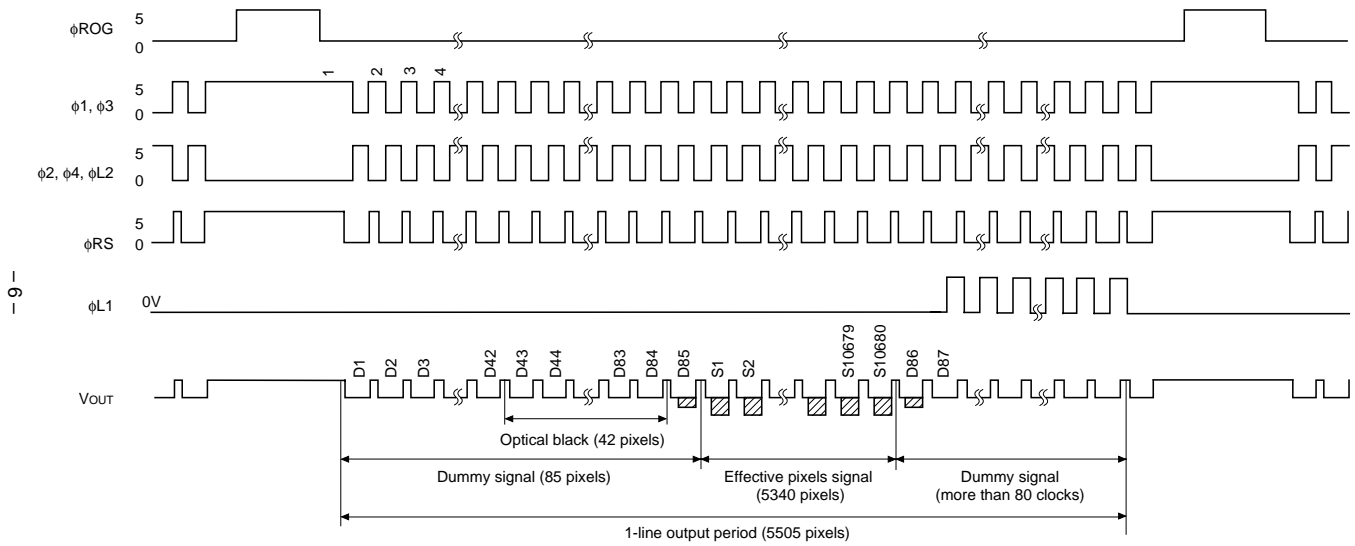 φROG
5
0
1
2
3
4
φ1, φ3
5
0
φ2, φ4, φL2
5
0
φRS
5
0
– 9 –
φL1
0V
D1
D2
D3
D42
D43
D44
D83
D84
D85
S1
S2
S10679
S10680
D86
D87
VOUT
Optical black (42 pixels)
Dummy signal (85 pixels)
Effective pixels signal
(5340 pixels)
Dummy signal
(more than 80 clocks)
1-line output period (5505 pixels)